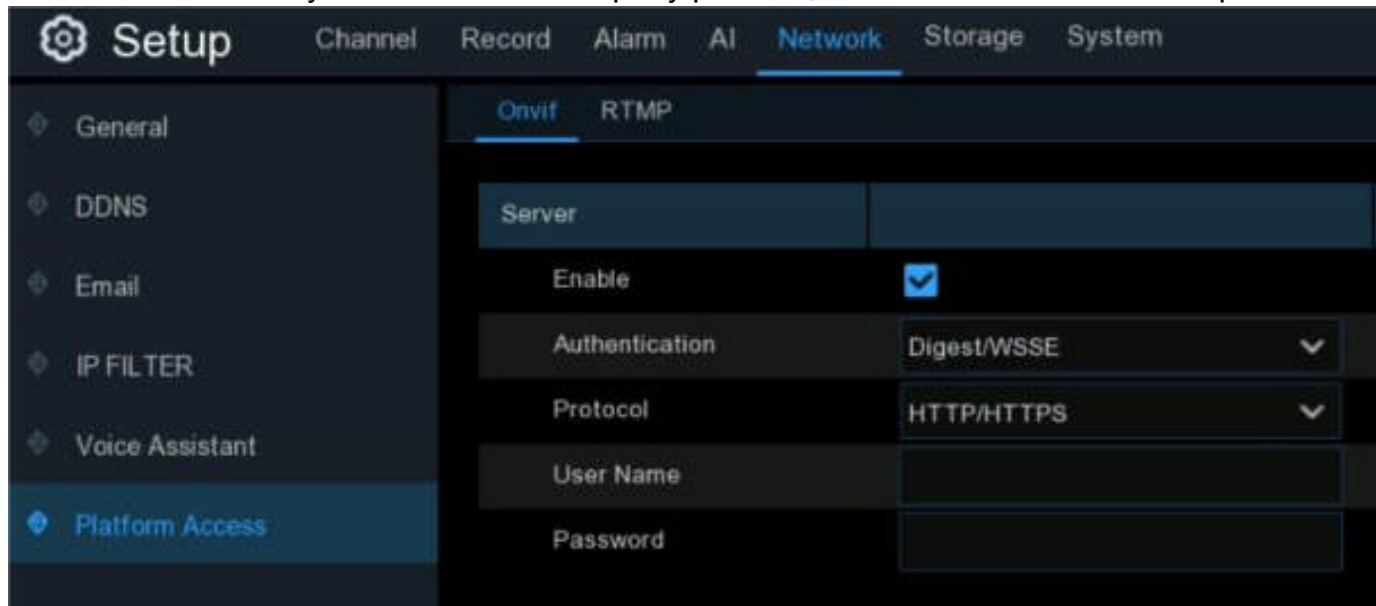 Setup Channel Record Alarm AI Network Storage System
Onvif RTMP
General
DDNS
Email
IP FILTER
Voice Assistant
Platform Access
Server
Enable
Authentication Digest/WSSE
Protocol HTTP/HTTPS
User Name
Password